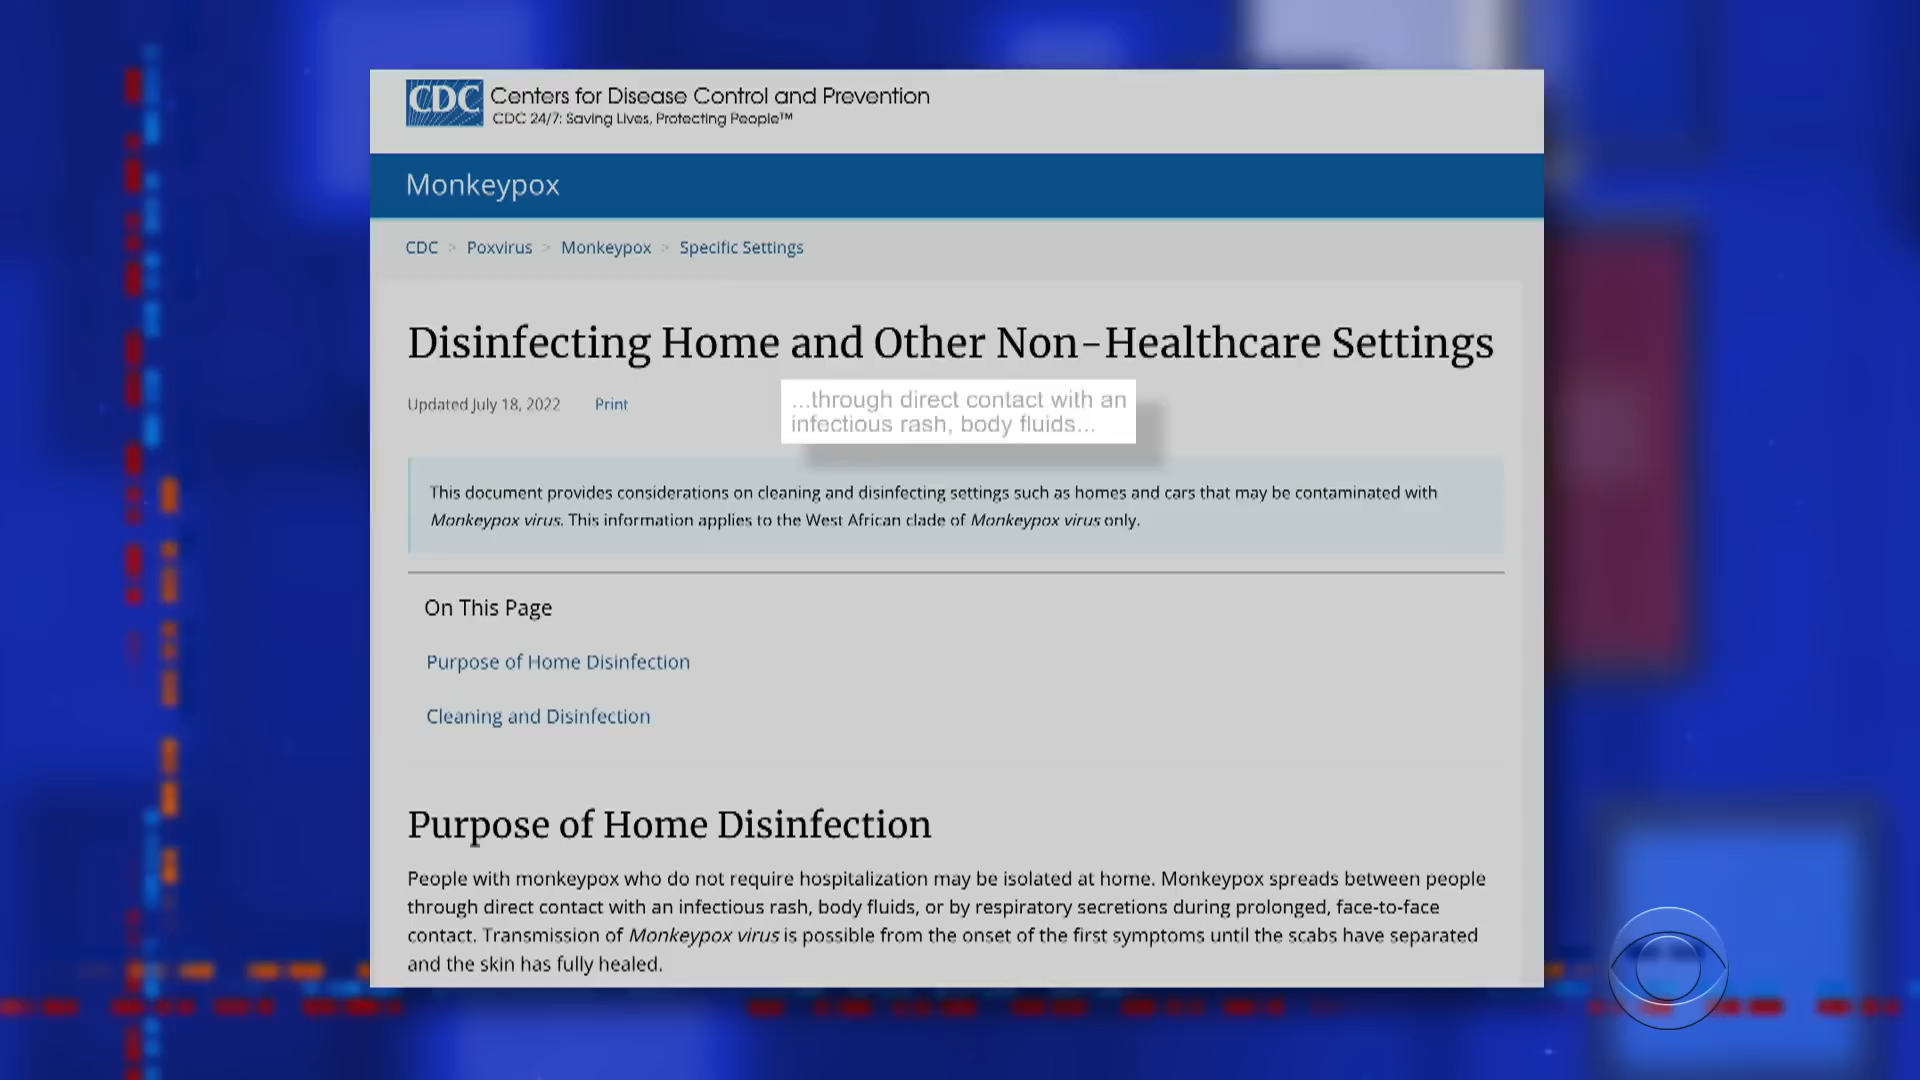 CDC Centers for Disease Control and Prevention
CDC 24/7: Saving Lives, Protecting People™
Monkeypox
CDC > Poxvirus > Monkeypox > Specific Settings
Disinfecting Home and Other Non-Healthcare Settings
Updated July 18, 2022 Print
...through direct contact with an
infectious rash, body fluids...
This document provides considerations on cleaning and disinfecting settings such as homes and cars that may be contaminated with
Monkeypox virus. This information applies to the West African clade of Monkeypox virus only.
On This Page
Purpose of Home Disinfection
Cleaning and Disinfection
Purpose of Home Disinfection
People with monkeypox who do not require hospitalization may be isolated at home. Monkeypox spreads between people
through direct contact with an infectious rash, body fluids, or by respiratory secretions during prolonged, face-to-face
contact. Transmission of Monkeypox virus is possible from the onset of the first symptoms until the scabs have separated
and the skin has fully healed.